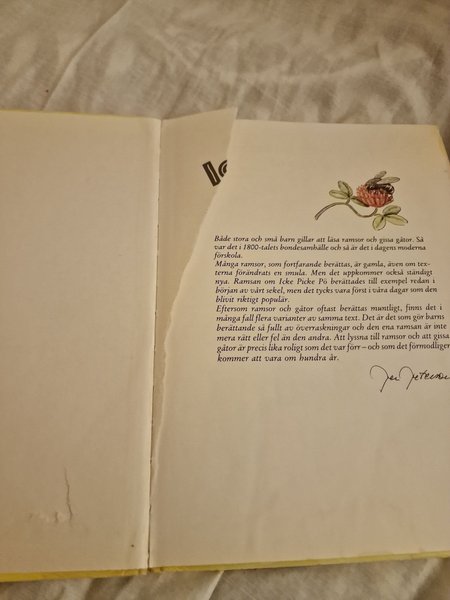 Ic
Både stora och små barn gillar att läsa ramsor och gissa gåtor. Så
var det i 1800-talets bondesamhälle och så är det i dagens moderna
förskola.
Många ramsor, som fortfarande berättas, är gamla, även om tex-
terna förändrats en smula. Men det uppkommer också ständigt
nya. Ramsan om Icke Picke Pö berättades till exempel redan i
början av vårt sekel, men det tycks vara först i våra dagar som den
blivit riktigt populär.
Eftersom ramsor och gåtor oftast berättas muntligt, finns det i
många fall flera varianter av samma text. Det är det som gör barns
berättande så fullt av överraskningar och den ena ramsan är inte
mera rätt eller fel än den andra. Att lyssna till ramsor och att gissa
gåtor är precis lika roligt som det var förr – och som det förmodligen
kommer att vara om hundra år.